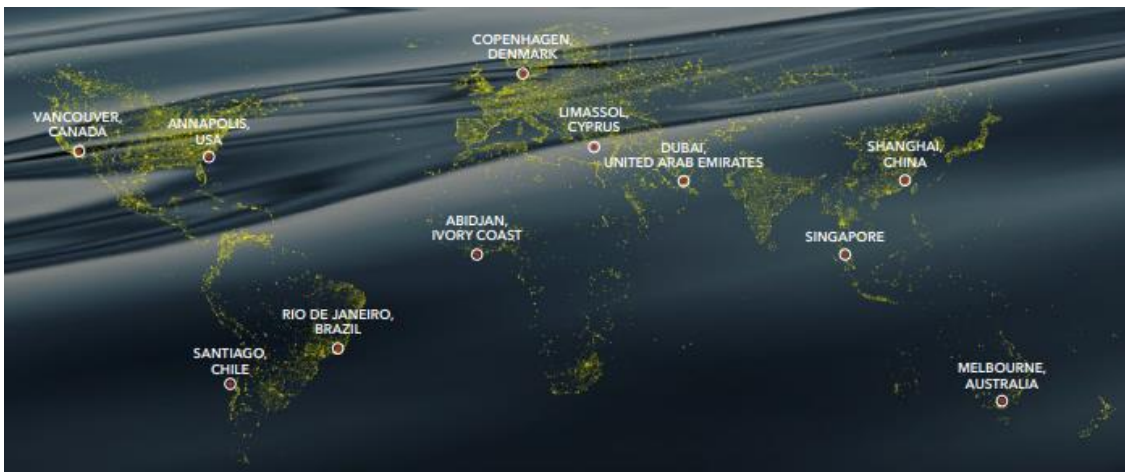 COPENHAGEN,
DENMARK
VANCOUVER,
CANADA
ANNAPOLIS,
USA
LIMASSOL,
CYPRUS
DUBAI,
UNITED ARAB EMIRATES
SHANGHAI,
CHINA
ABIDJAN,
IVORY COAST
SINGAPORE
RIO DE JANEIRO,
BRAZIL
SANTIAGO,
CHILE
MELBOURNE,
AUSTRALIA